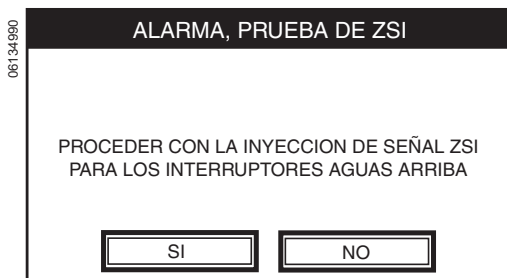 06134990
ALARMA, PRUEBA DE ZSI
PROCEDER CON LA INYECCION DE SEÑAL ZSI
PARA LOS INTERRUPTORES AGUAS ARRIBA
SI
NO